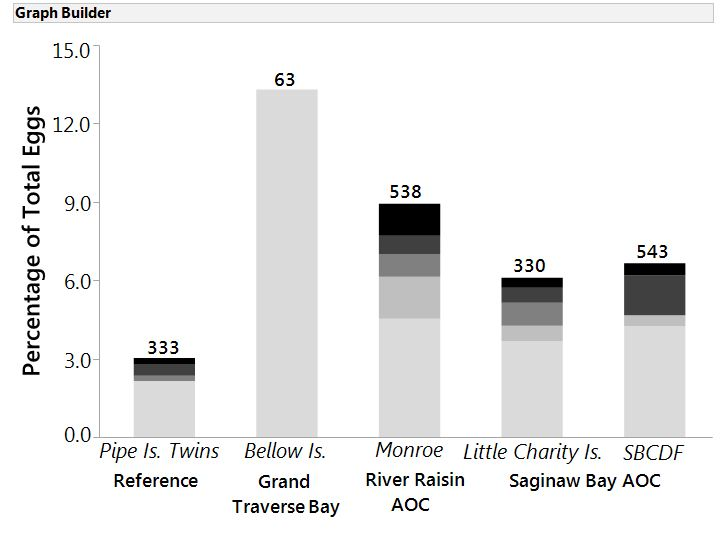 Graph Builder
Percentage of Total Eggs
15.0
12.0
9.0
6.0
3.0
0.0
333
63
538
330
543
Pipe Is. Twins
Bellow Is.
Monroe
Little Charity Is.
SBCDF
Reference
Grand
Traverse Bay
River Raisin
AOC
Saginaw Bay AOC